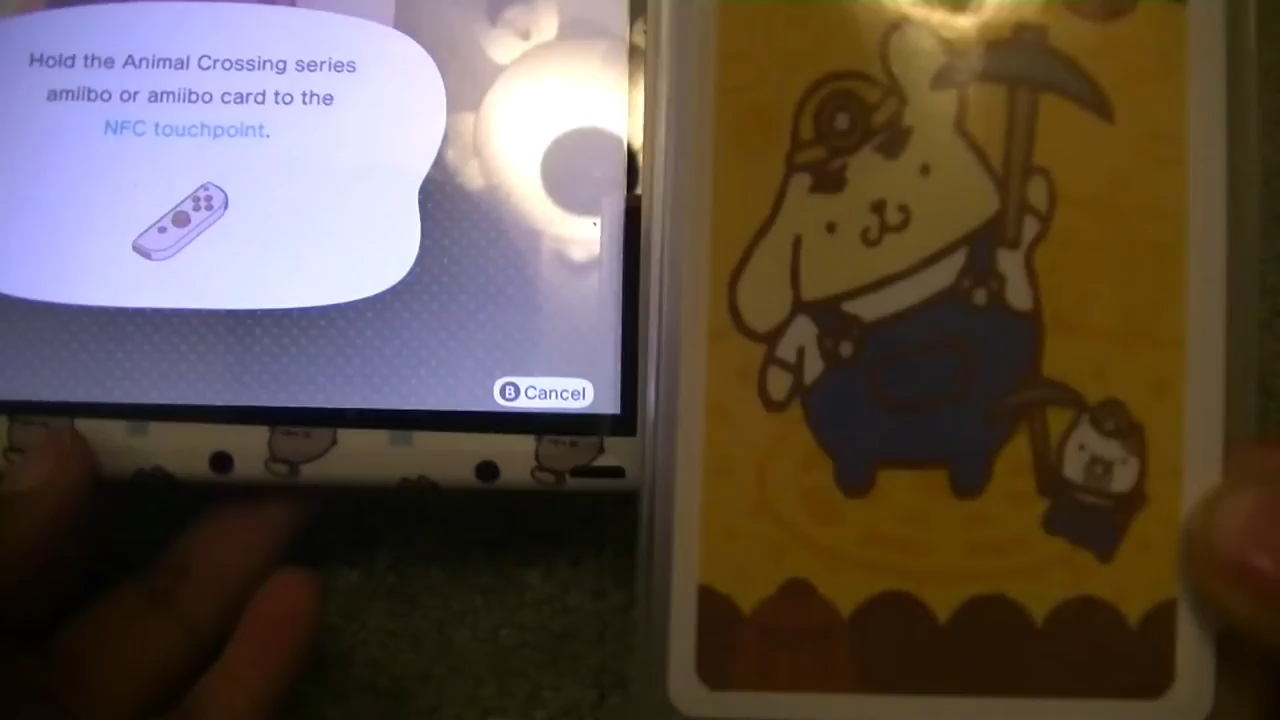 Hold the Animal Crossing series
amiibo or amiibo card to the
NFC touchpoint.
B Cancel